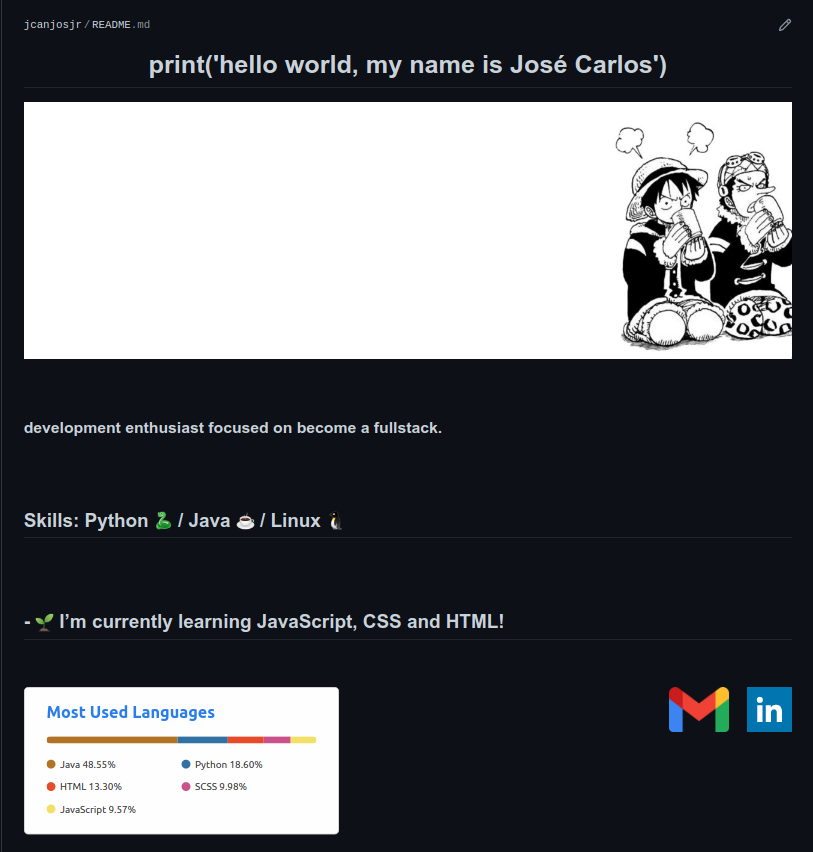 jcanjosjr/README.md
print('hello world, my name is José Carlos')
development enthusiast focused on become a fullstack.
Skills: Python 🐍 / Java ☕ / Linux 🐧
- 🌱 I’m currently learning JavaScript, CSS and HTML!
Most Used Languages
Java 48.55%
Python 18.60%
HTML 13.30%
SCSS 9.98%
JavaScript 9.57%
in